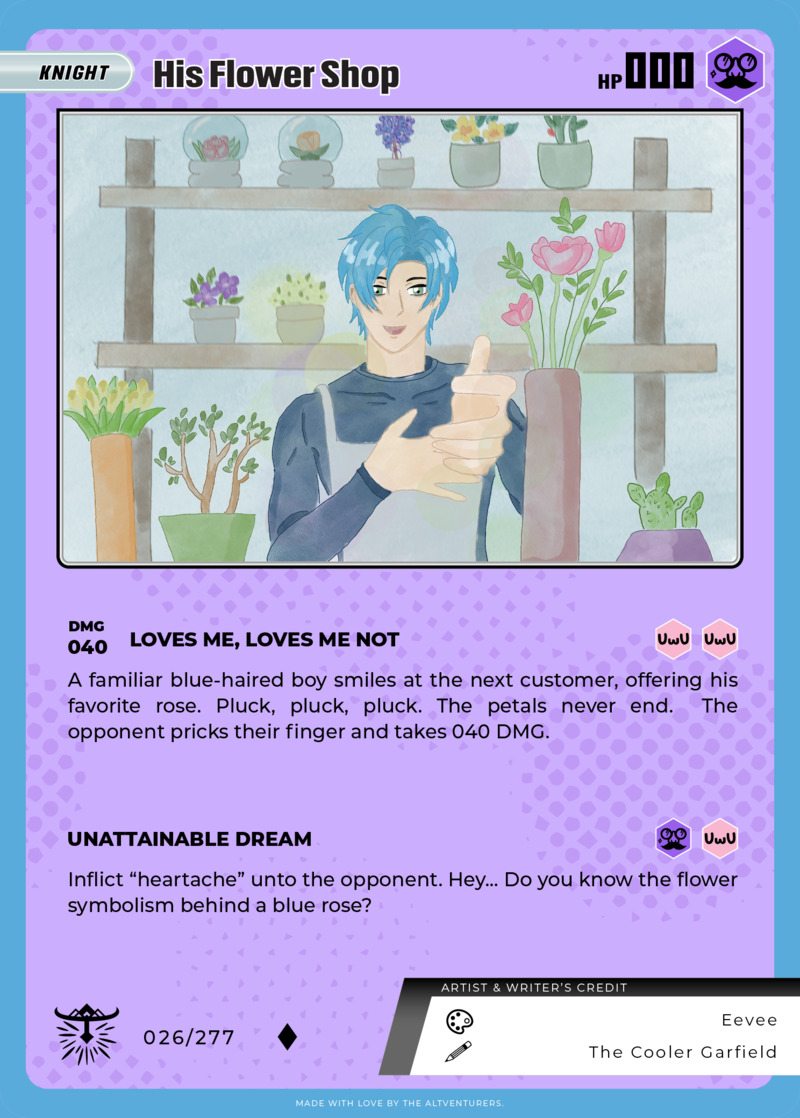 KNIGHT
His Flower Shop
HP 000
DMG
040
LOVES ME, LOVES ME NOT
UwU UwU
A familiar blue-haired boy smiles at the next customer, offering his
favorite rose. Pluck, pluck, pluck. The petals never end. The
opponent pricks their finger and takes 040 DMG.
UNATTAINABLE DREAM
UwU
Inflict “heartache” unto the opponent. Hey... Do you know the flower
symbolism behind a blue rose?
ARTIST & WRITER’S CREDIT
Eevee
026/277
The Cooler Garfield
MADE WITH LOVE BY THE ALTVENTURERS.